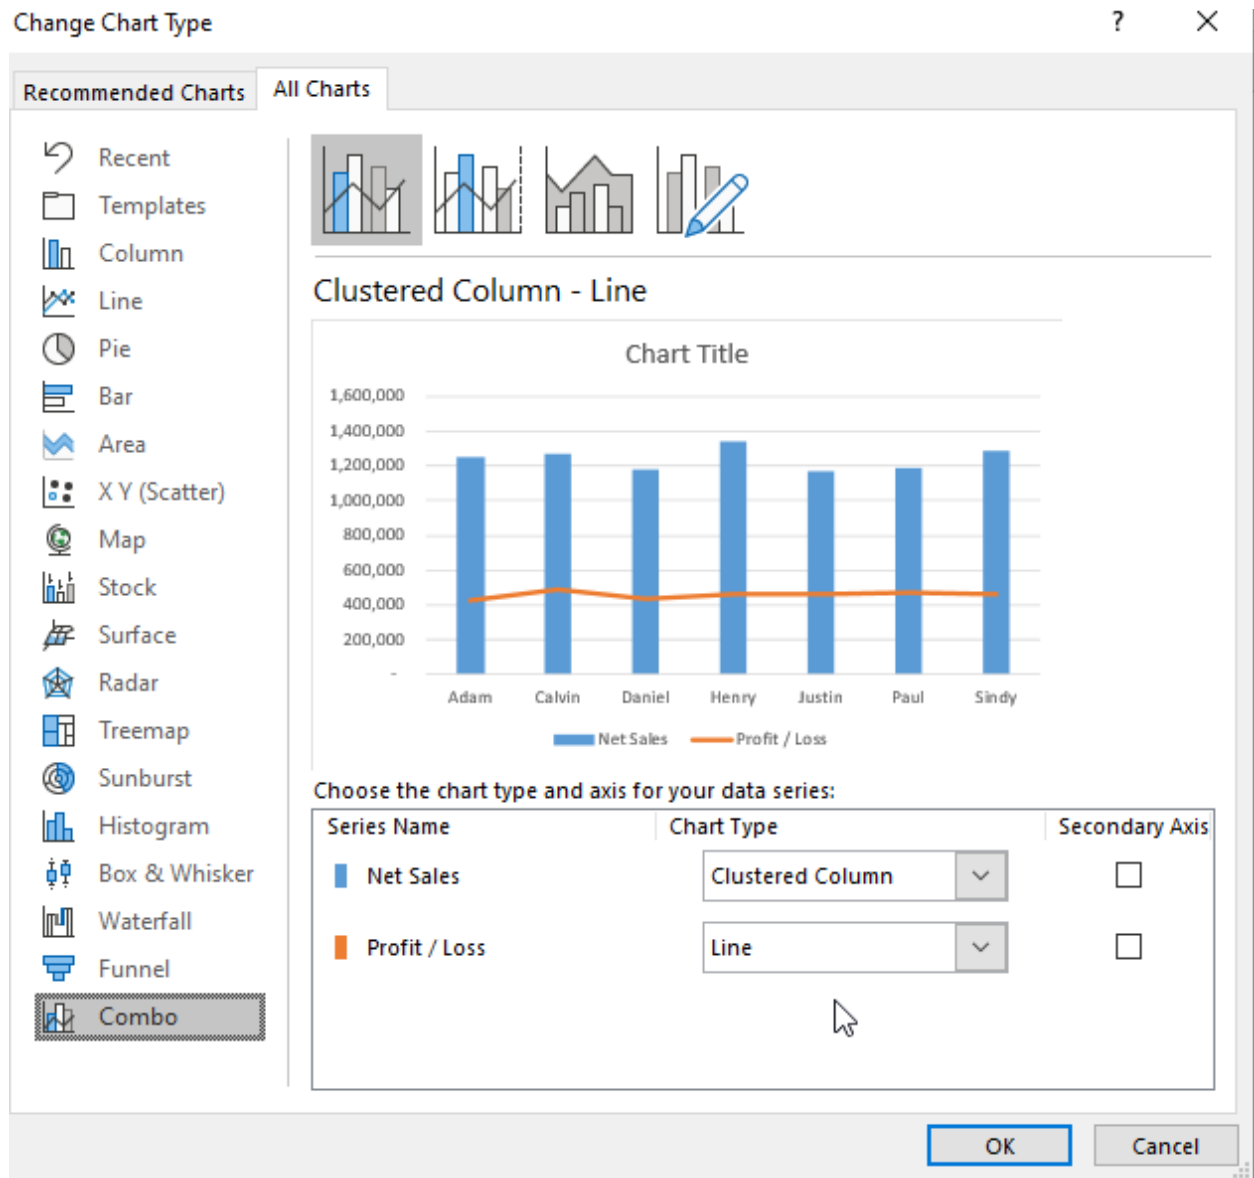 Change Chart Type
?
Recommended Charts
All Charts
Recent
Templates
Column
Line
Pie
Bar
Area
X Y (Scatter)
Map
Stock
Surface
Radar
Treemap
Sunburst
Histogram
Box & Whisker
Waterfall
Funnel
Combo
Clustered Column - Line
Chart Title
1,600,000
1,400,000
1,200,000
1,000,000
800,000
600,000
400,000
200,000
-
Adam Calvin Daniel Henry Justin Paul Sindy
Net Sales Profit / Loss
Choose the chart type and axis for your data series:
Series Name Chart Type Secondary Axis
Net Sales Clustered Column
Profit / Loss Line
OK Cancel